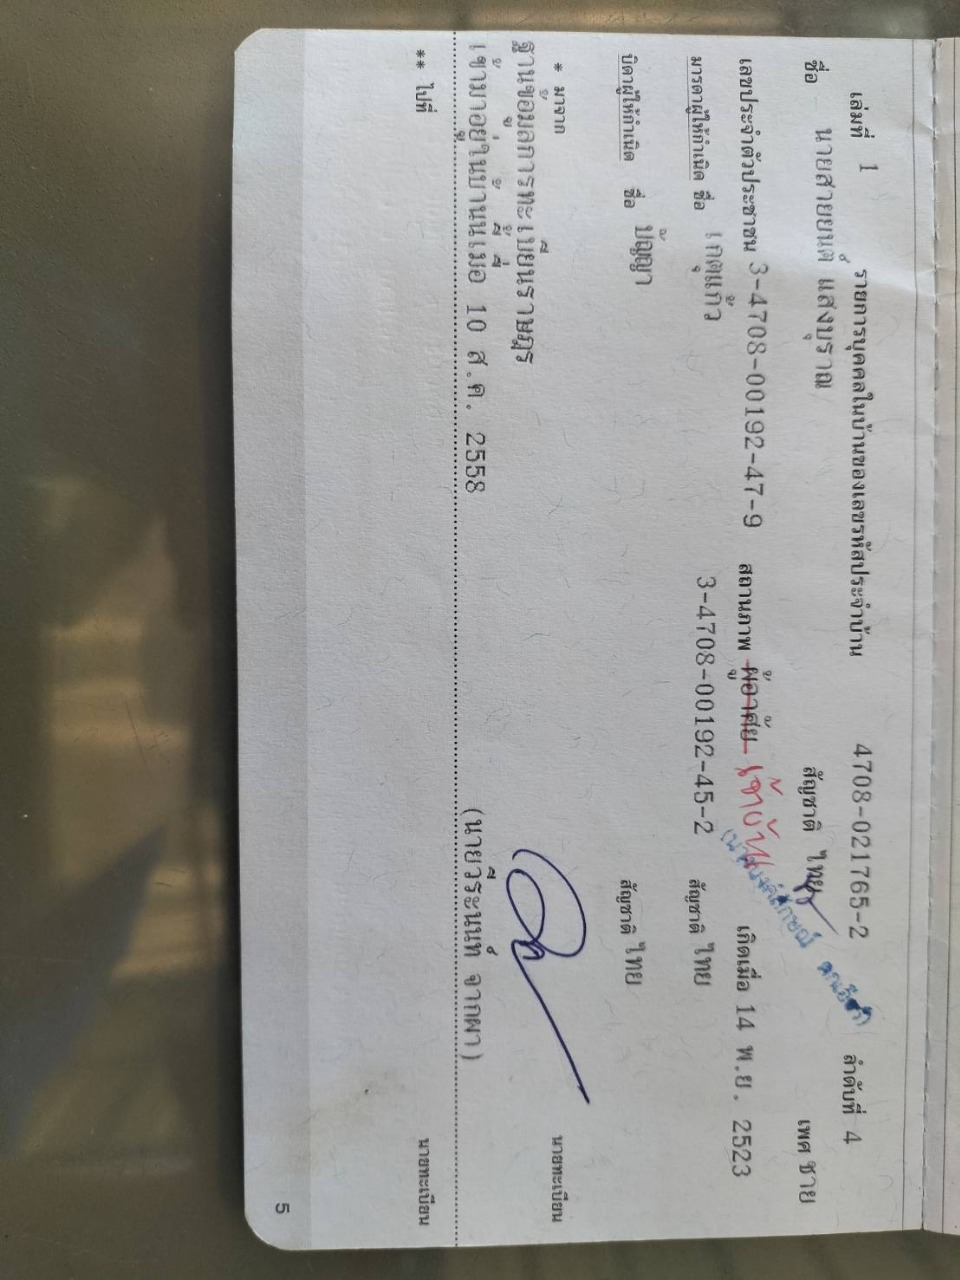 เล่มที่ 1 รายการบุคคลในบ้านของเลขรหัสประจำบ้าน 4708-021765-2 ลำดับที่ 4
ชื่อ นายสายยนต์ แสงบุราณ สัญชาติ ไทย เพศ ชาย
เลขประจำตัวประชาชน 3-4708-00192-47-9 สถานภาพ ผู้อาศัย เจ้าบ้าน เกิดเมื่อ 14 พ.ย. 2523
มารดาผู้ให้กำเนิด ชื่อ เกตุแก้ว 3-4708-00192-45-2 สัญชาติ ไทย
บิดาผู้ให้กำเนิด ชื่อ ปัญญา สัญชาติ ไทย
* มาจาก
ฐานข้อมูลการทะเบียนราษฎร นายทะเบียน
เข้ามาอยู่ในบ้านนี้เมื่อ 10 ส.ค. 2558 (นายวีระนนท์ จากผา)
** ไปที่ นายทะเบียน
5